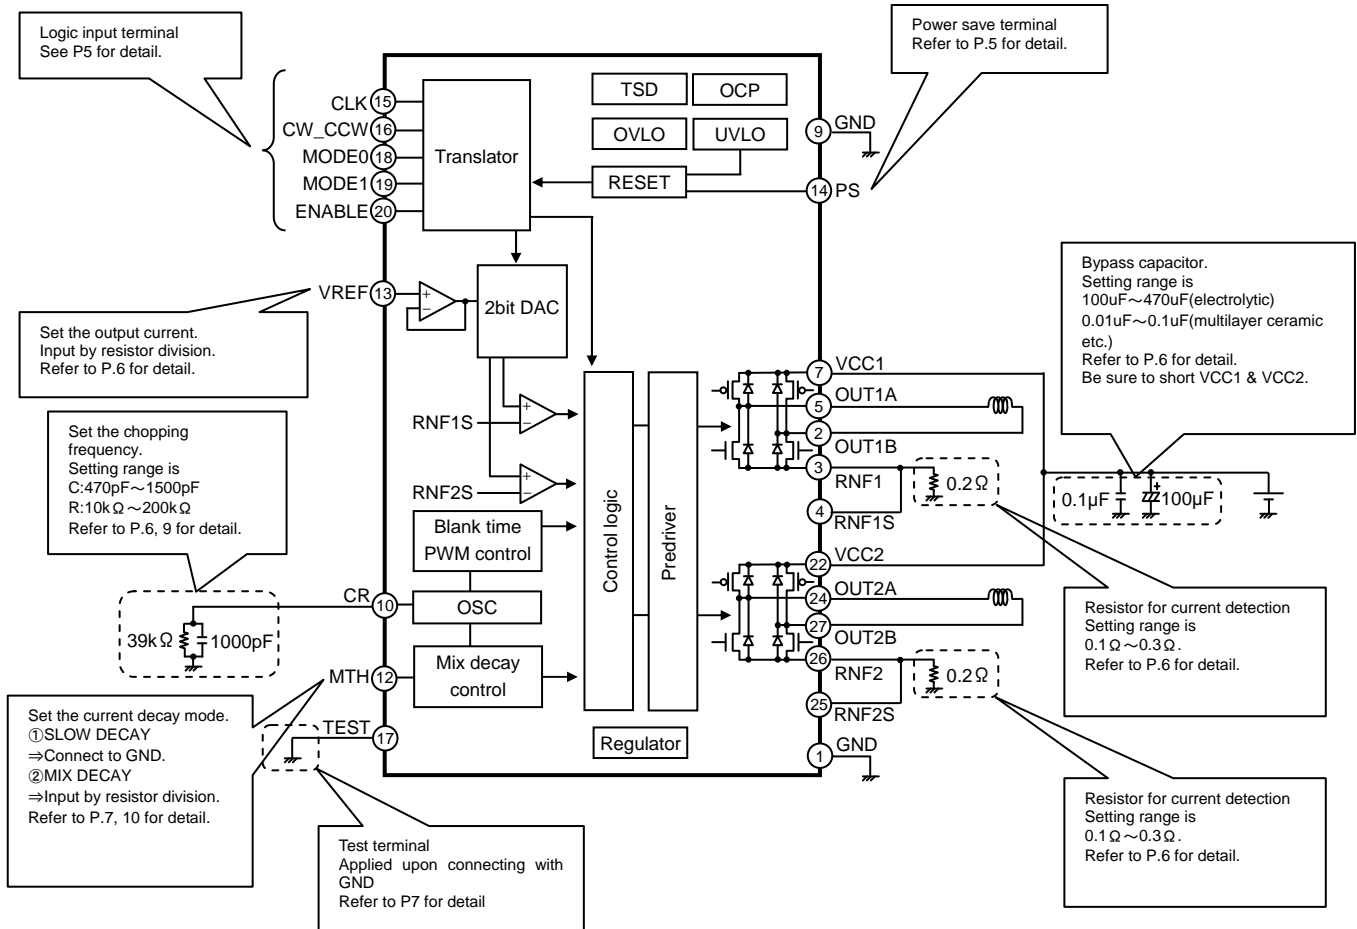 Logic input terminal
See P5 for detail.
Power save terminal
Refer to P.5 for detail.
CLK 15
CW_CCW 16
MODE0 18
MODE1 19
ENABLE 20
Translator
TSD
OCP
OVLO
UVLO
RESET
9 GND
14 PS
VREF 13
+
−
2bit DAC
Set the output current.
Input by resistor division.
Refer to P.6 for detail.
Bypass capacitor.
Setting range is
100uF～470uF(electrolytic)
0.01uF～0.1uF(multilayer ceramic
etc.)
Refer to P.6 for detail.
Be sure to short VCC1 & VCC2.
Set the chopping
frequency.
Setting range is
C:470pF～1500pF
R:10kΩ～200kΩ
Refer to P.6, 9 for detail.
RNF1S
+
−
RNF2S
+
−
Blank time
PWM control
OSC
Mix decay
control
Control logic
Predriver
Regulator
7 VCC1
5 OUT1A
2 OUT1B
3 RNF1
4 RNF1S
0.2Ω
22 VCC2
24 OUT2A
27 OUT2B
26 RNF2
25 RNF2S
0.2Ω
1 GND
0.1µF
+
100µF
CR 10
39kΩ
1000pF
MTH 12
TEST 17
Set the current decay mode.
①SLOW DECAY
⇒Connect to GND.
②MIX DECAY
⇒Input by resistor division.
Refer to P.7, 10 for detail.
Test terminal
Applied upon connecting with
GND
Refer to P7 for detail
Resistor for current detection
Setting range is
0.1Ω～0.3Ω.
Refer to P.6 for detail.
Resistor for current detection
Setting range is
0.1Ω～0.3Ω.
Refer to P.6 for detail.